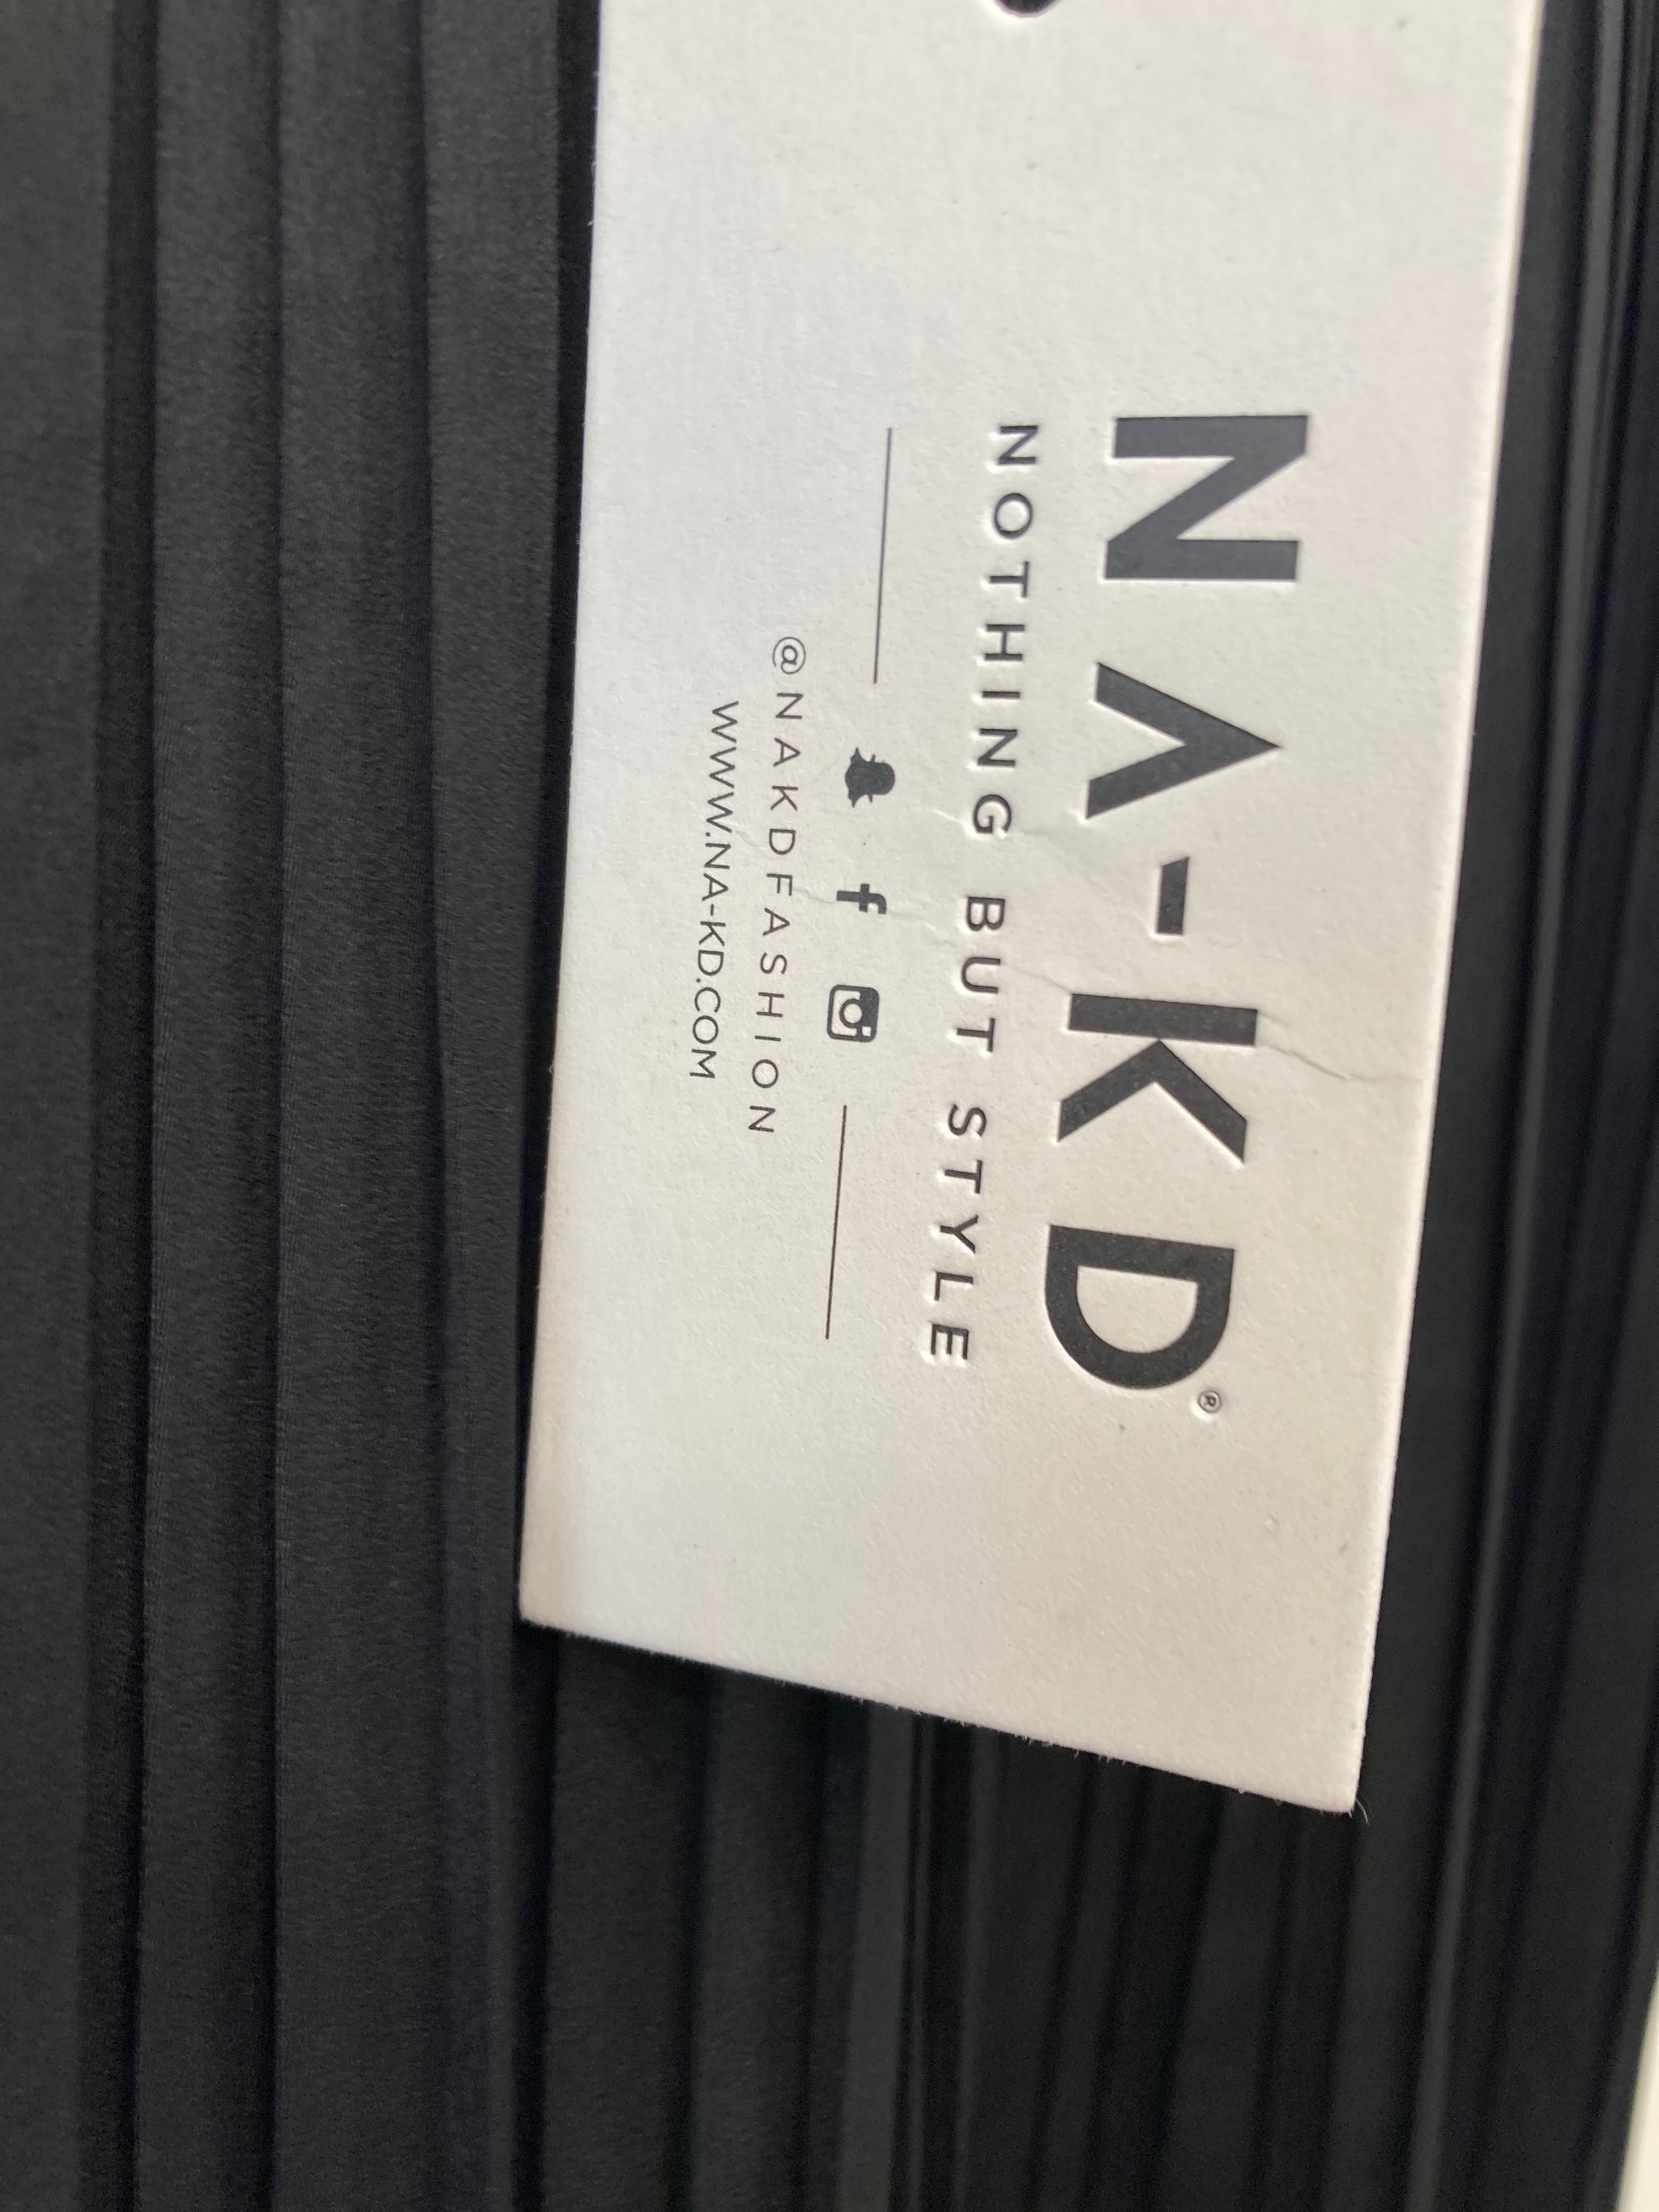 NA-KD®
NOTHING BUT STYLE
@NAKDFASHION
WWW.NA-KD.COM